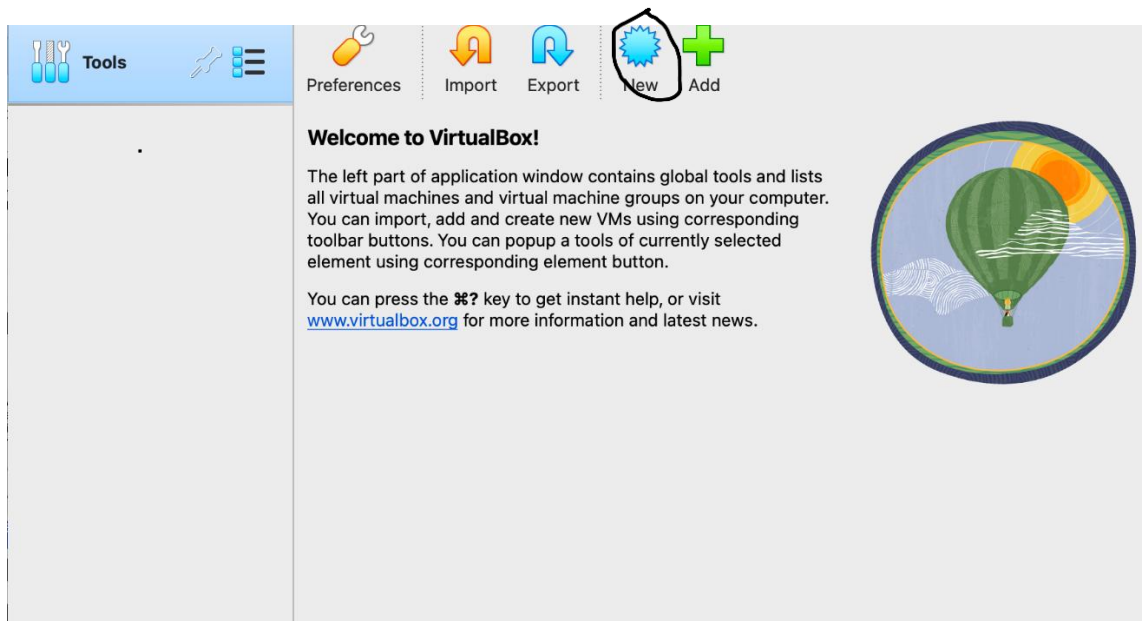 Tools
Preferences
Import
Export
New
Add
Welcome to VirtualBox!
The left part of application window contains global tools and lists
all virtual machines and virtual machine groups on your computer.
You can import, add and create new VMs using corresponding
toolbar buttons. You can popup a tools of currently selected
element using corresponding element button.
You can press the ⌘? key to get instant help, or visit
www.virtualbox.org for more information and latest news.